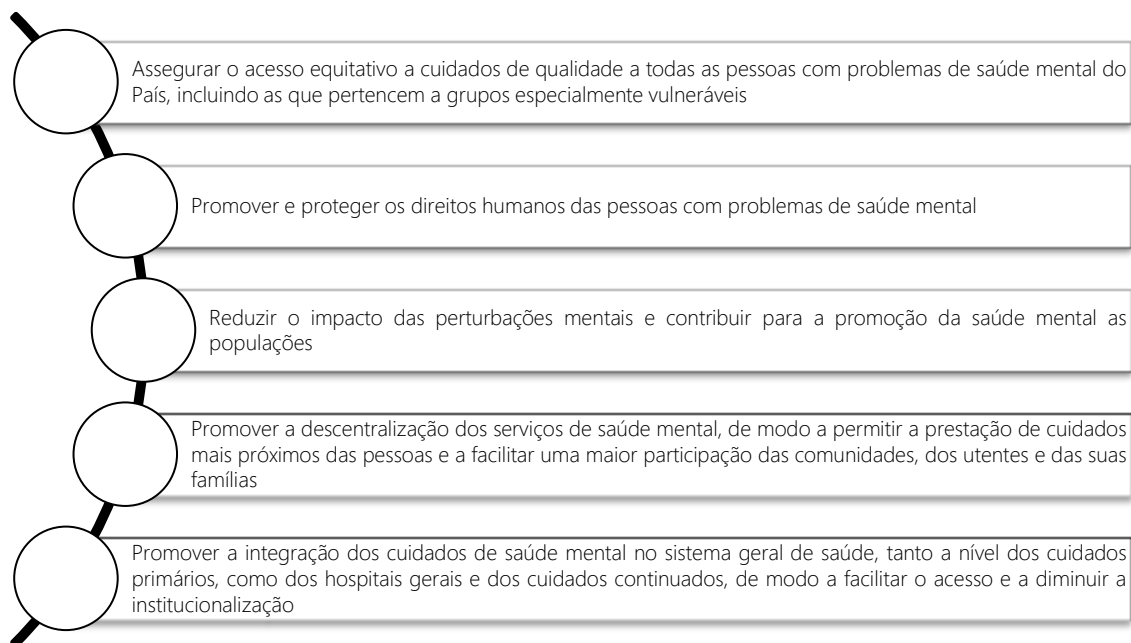 Assegurar o acesso equitativo a cuidados de qualidade a todas as pessoas com problemas de saúde mental do
País, incluindo as que pertencem a grupos especialmente vulneráveis
Promover e proteger os direitos humanos das pessoas com problemas de saúde mental
Reduzir o impacto das perturbações mentais e contribuir para a promoção da saúde mental as
populações
Promover a descentralização dos serviços de saúde mental, de modo a permitir a prestação de cuidados
mais próximos das pessoas e a facilitar uma maior participação das comunidades, dos utentes e das suas
famílias
Promover a integração dos cuidados de saúde mental no sistema geral de saúde, tanto a nível dos cuidados
primários, como dos hospitais gerais e dos cuidados continuados, de modo a facilitar o acesso e a diminuir a
institucionalização